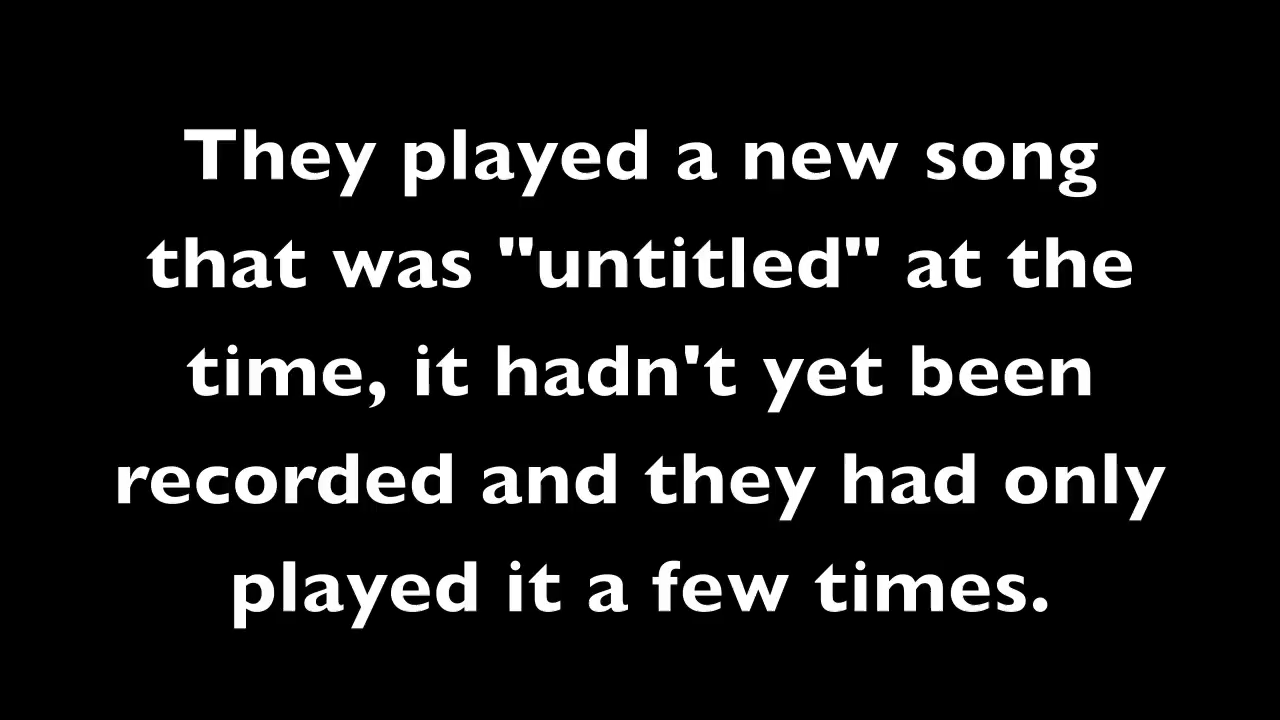 They played a new song
that was "untitled" at the
time, it hadn't yet been
recorded and they had only
played it a few times.